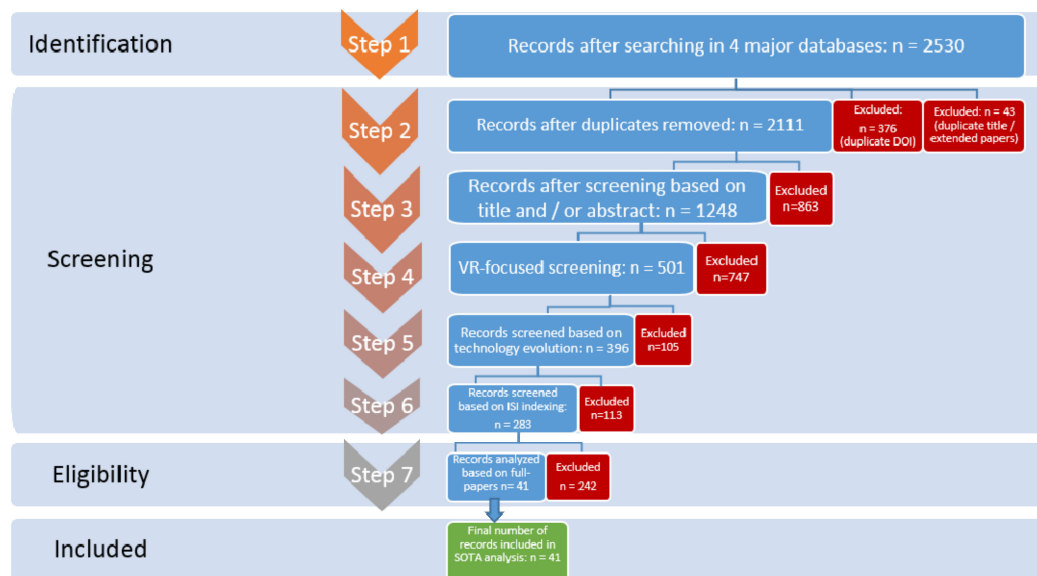 Identification
Step 1
Records after searching in 4 major databases: n = 2530
Screening
Step 2
Records after duplicates removed: n = 2111
Excluded:
n = 376
(duplicate DOI)
Excluded: n = 43
(duplicate title /
extended papers)
Step 3
Records after screening based on
title and / or abstract: n = 1248
Excluded
n=863
Step 4
VR-focused screening: n = 501
Excluded
n=747
Step 5
Records screened based on
technology evolution: n = 396
Excluded
n=105
Step 6
Records screened
based on ISI indexing:
n = 283
Excluded
n=113
Eligibility
Step 7
Records analyzed
based on full-
papers n= 41
Excluded
n = 242
Included
Final number of
records included in
SOTA analysis: n = 41